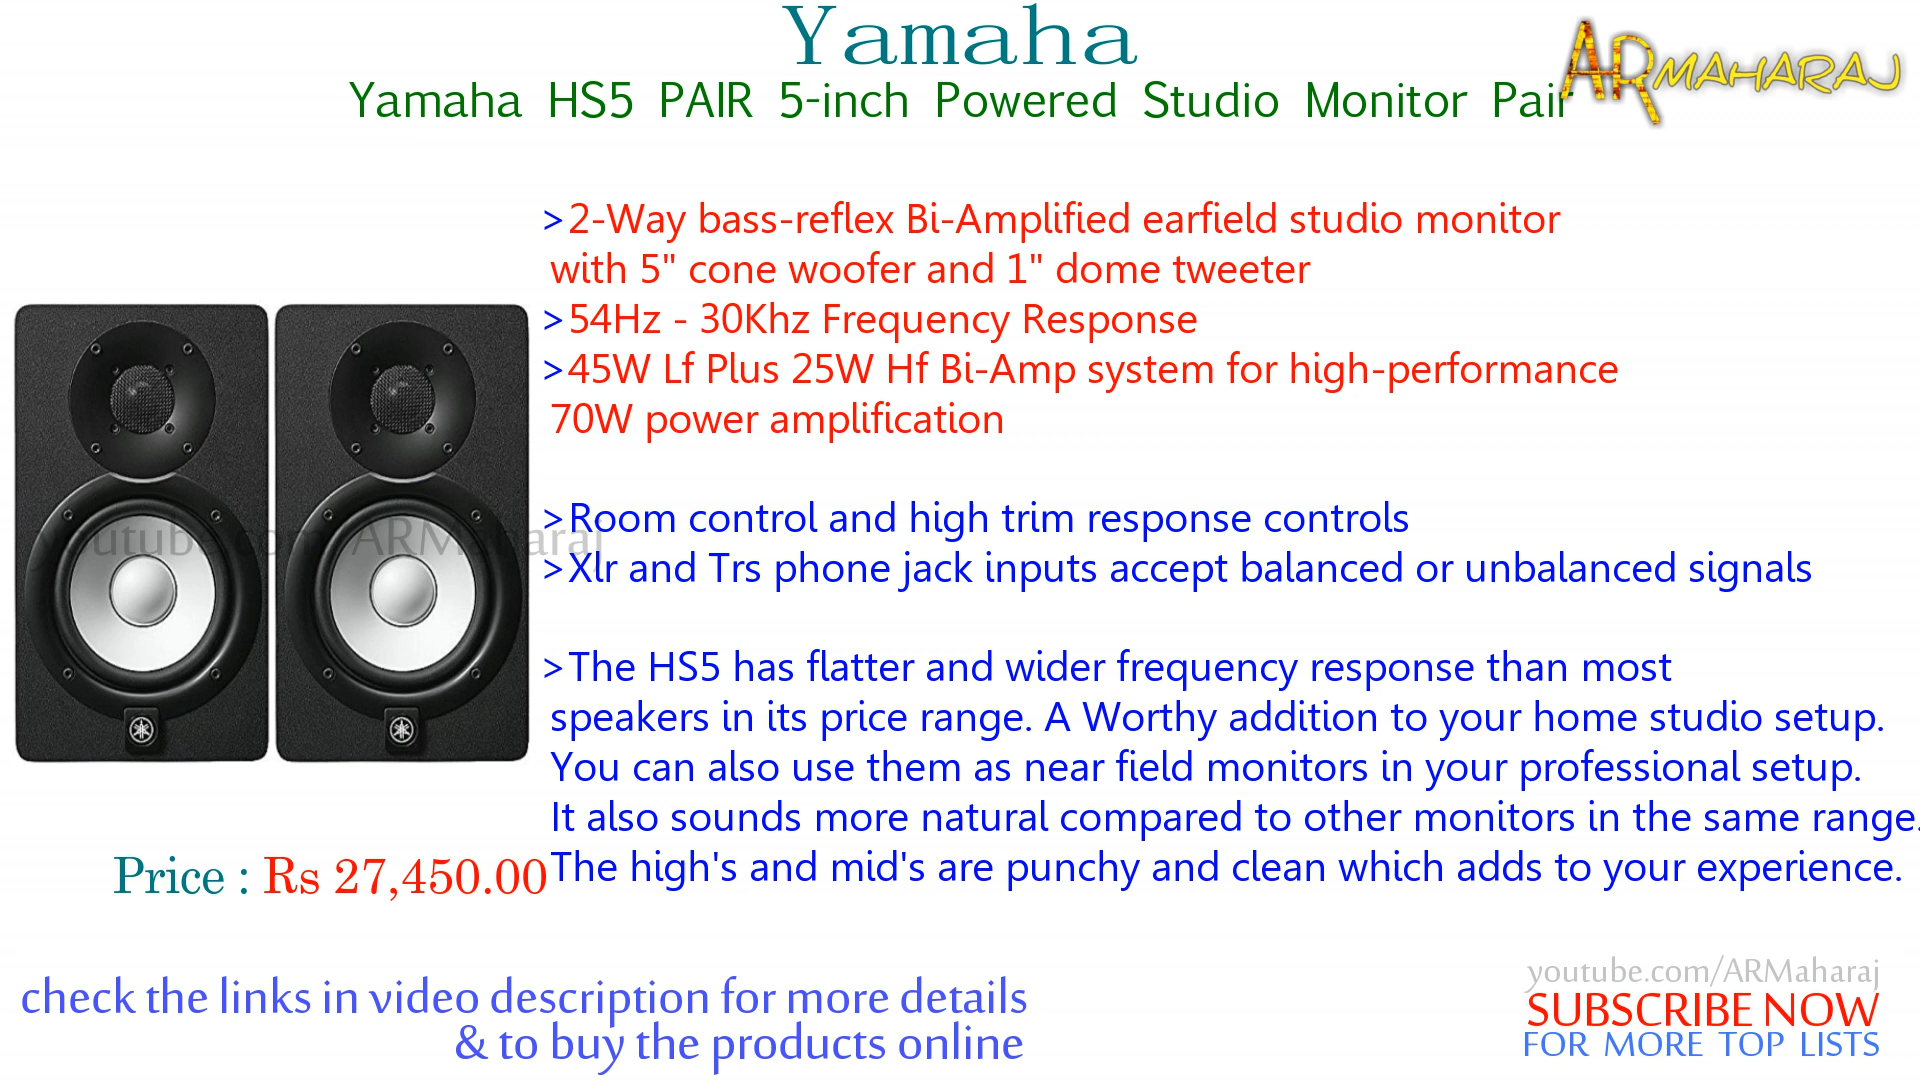 Yamaha
ARMAHARAJ
Yamaha HS5 PAIR 5-inch Powered Studio Monitor Pair
>2-Way bass-reflex Bi-Amplified earfield studio monitor
with 5" cone woofer and 1" dome tweeter
>54Hz - 30Khz Frequency Response
>45W Lf Plus 25W Hf Bi-Amp system for high-performance
70W power amplification
>Room control and high trim response controls
youtube.com/ARMaharaj
>Xlr and Trs phone jack inputs accept balanced or unbalanced signals
>The HS5 has flatter and wider frequency response than most
speakers in its price range. A Worthy addition to your home studio setup.
You can also use them as near field monitors in your professional setup.
It also sounds more natural compared to other monitors in the same range.
The high's and mid's are punchy and clean which adds to your experience.
Price : Rs 27,450.00
check the links in video description for more details
& to buy the products online
youtube.com/ARMaharaj
SUBSCRIBE NOW
FOR MORE TOP LISTS